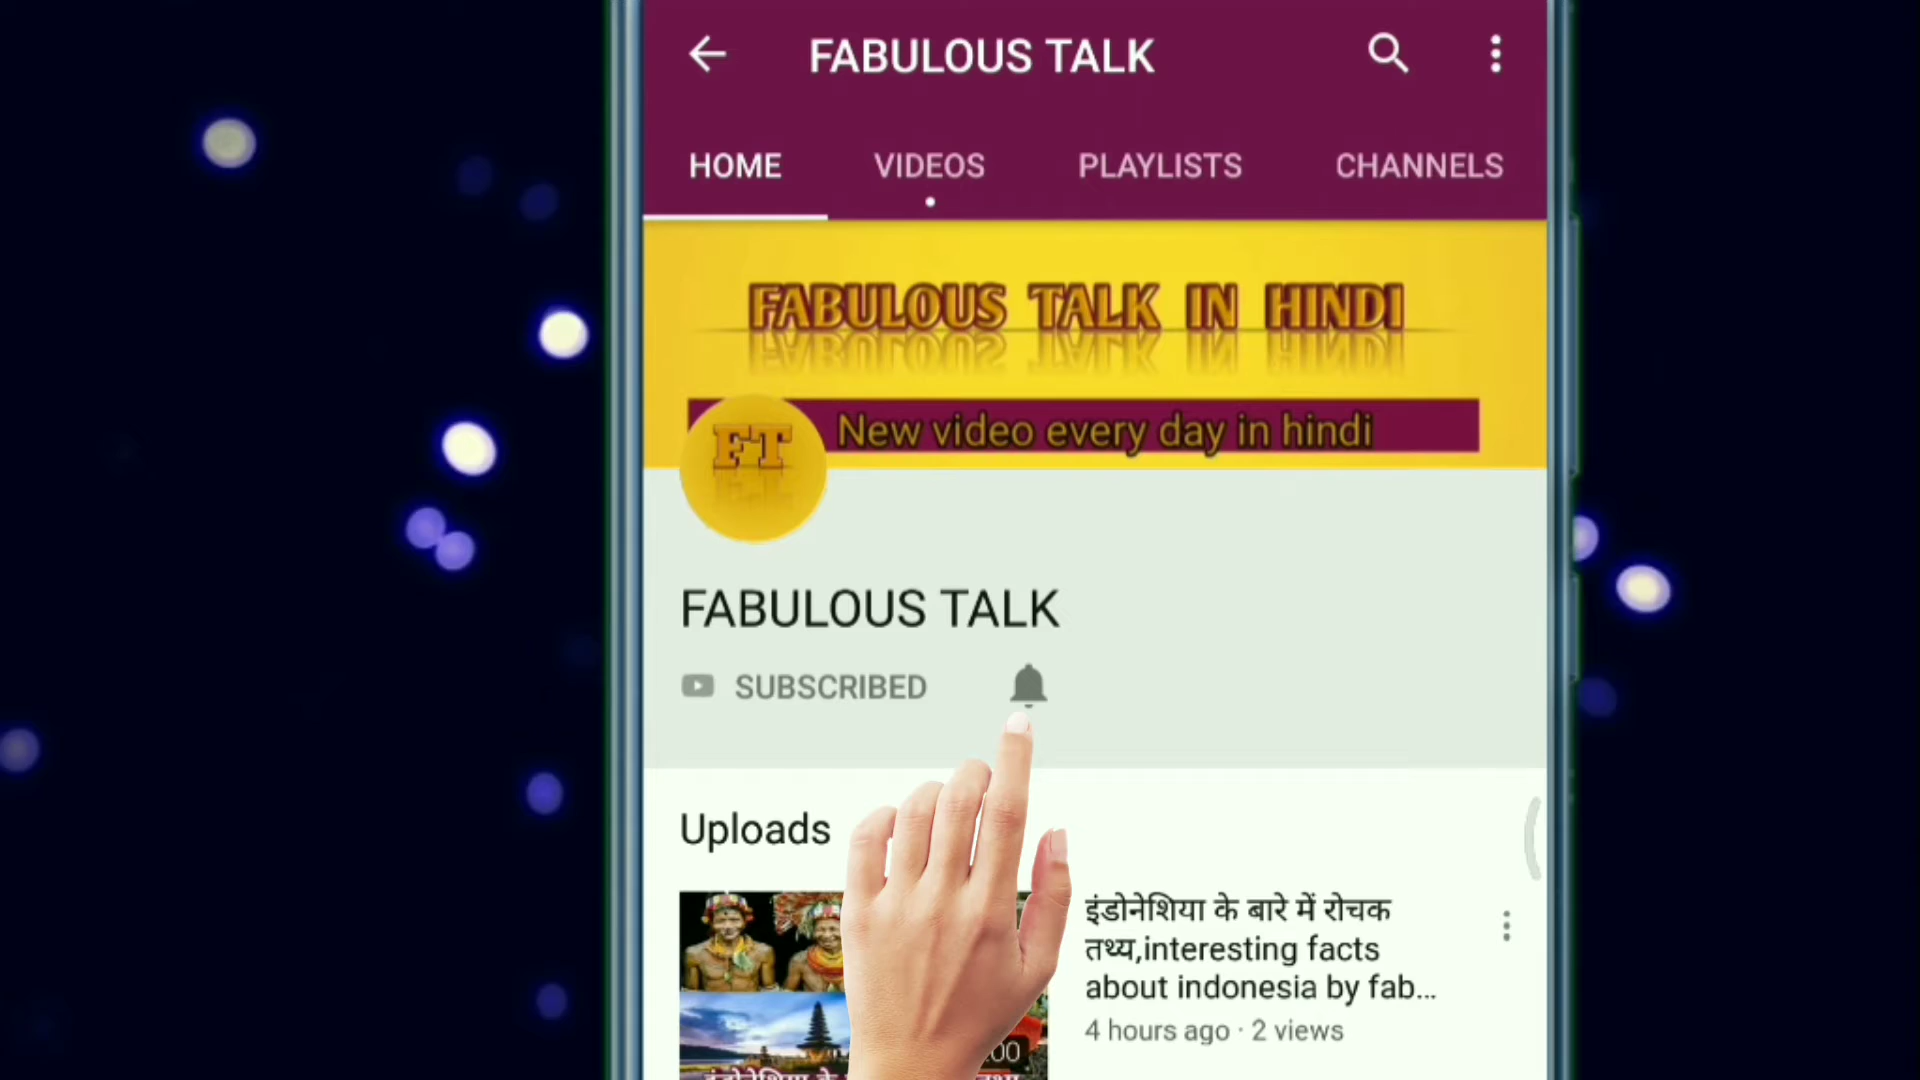 FABULOUS TALK
HOME VIDEOS PLAYLISTS CHANNELS
FABULOUS TALK IN HINDI
FT
New video every day in hindi
FABULOUS TALK
SUBSCRIBED
Uploads
इंडोनेशिया के बारे में रोचक
तथ्य,interesting facts
about indonesia by fab...
4 hours ago · 2 views